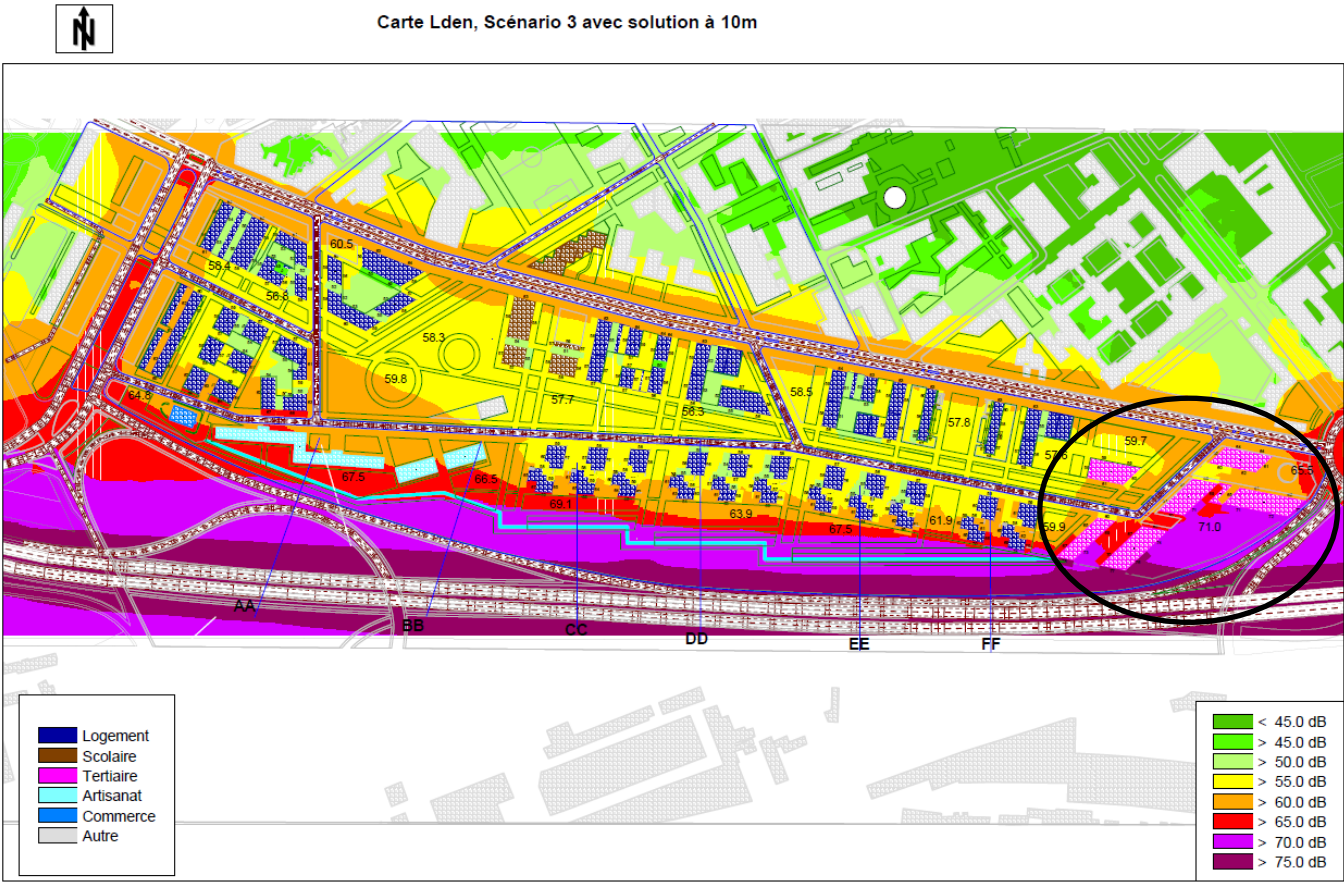 N
Carte Lden, Scénario 3 avec solution à 10m
60.5
58.4
56.8
58.3
59.8
57.7
56.3
58.5
57.8
59.7
65.5
64.8
67.5
66.5
69.1
63.9
67.5
61.9
59.9
71.0
AA
BB
CC
DD
EE
FF
Logement
Scolaire
Tertiaire
Artisanat
Commerce
Autre
< 45.0 dB
> 45.0 dB
> 50.0 dB
> 55.0 dB
> 60.0 dB
> 65.0 dB
> 70.0 dB
> 75.0 dB